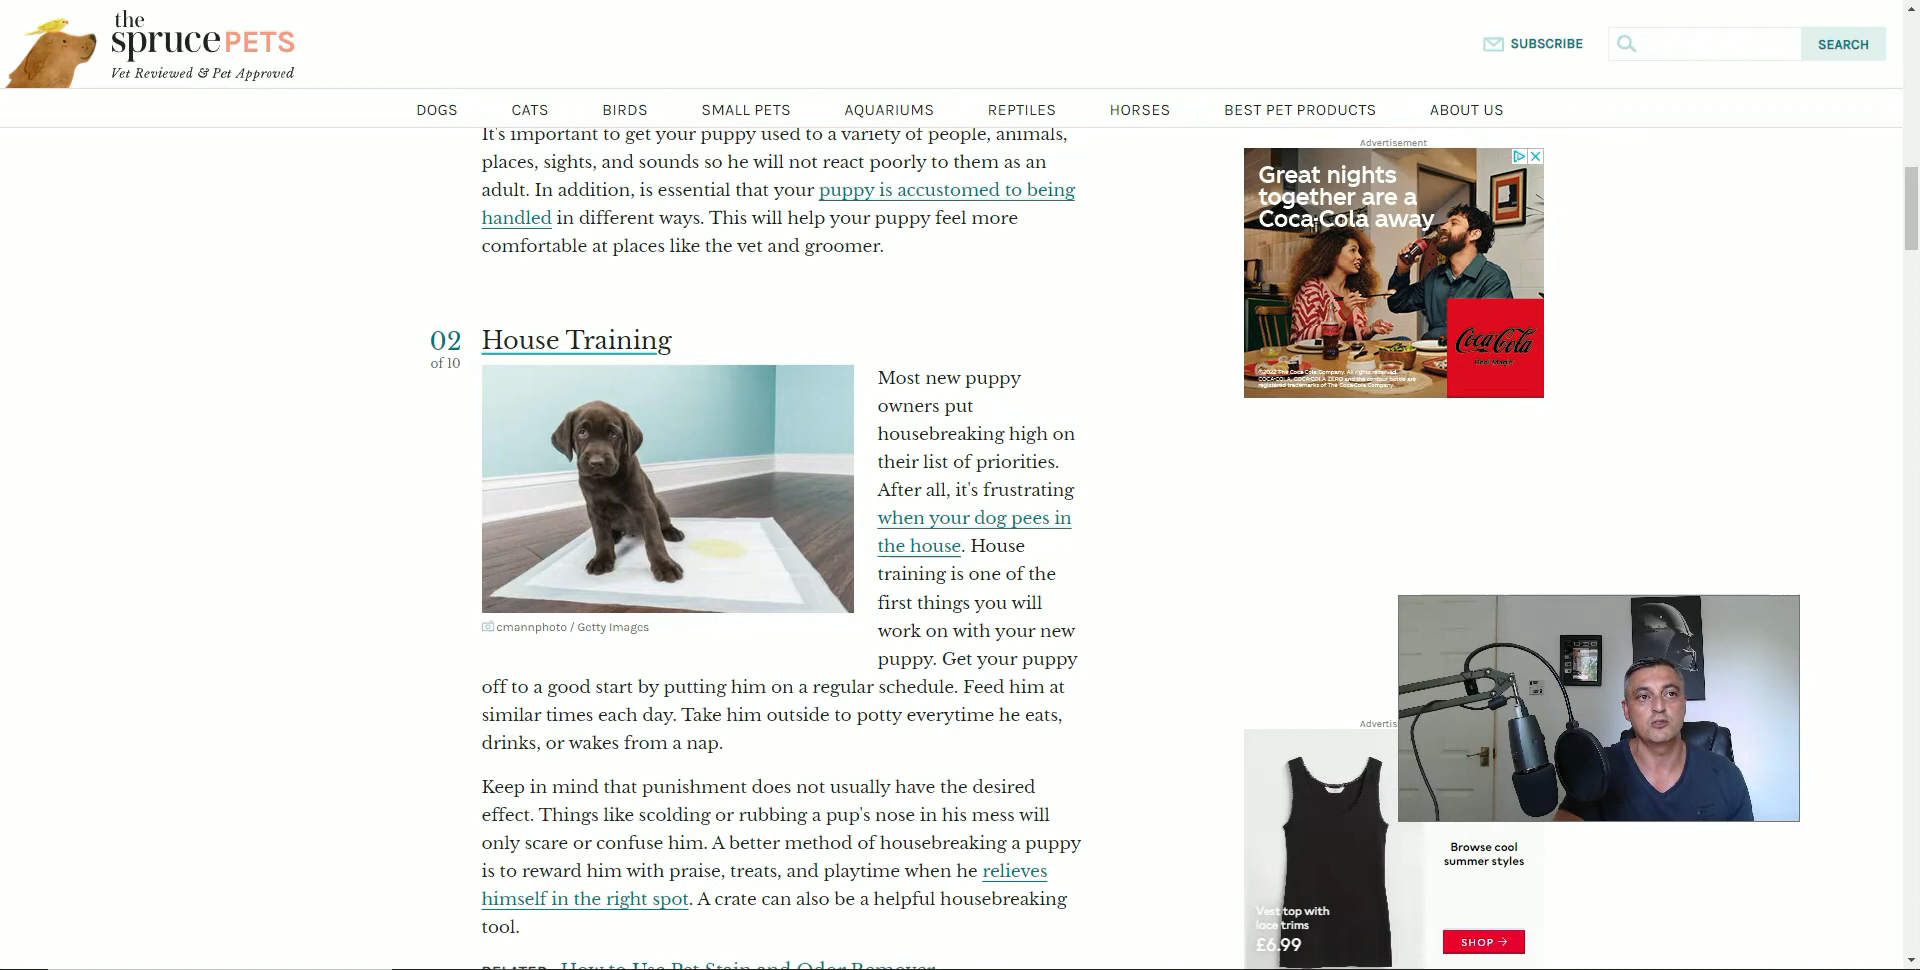 the
spruce PETS
Vet Reviewed & Pet Approved
SUBSCRIBE
SEARCH
DOGS
CATS
BIRDS
SMALL PETS
AQUARIUMS
REPTILES
HORSES
BEST PET PRODUCTS
ABOUT US
It's important to get your puppy used to a variety of people, animals,
places, sights, and sounds so he will not react poorly to them as an
adult. In addition, is essential that your puppy is accustomed to being
handled in different ways. This will help your puppy feel more
comfortable at places like the vet and groomer.
02
of 10
House Training
Most new puppy
owners put
housebreaking high on
their list of priorities.
After all, it's frustrating
when your dog pees in
the house. House
training is one of the
first things you will
work on with your new
puppy. Get your puppy
cmannphoto / Getty Images
off to a good start by putting him on a regular schedule. Feed him at
similar times each day. Take him outside to potty everytime he eats,
drinks, or wakes from a nap.
Keep in mind that punishment does not usually have the desired
effect. Things like scolding or rubbing a pup's nose in his mess will
only scare or confuse him. A better method of housebreaking a puppy
is to reward him with praise, treats, and playtime when he relieves
himself in the right spot. A crate can also be a helpful housebreaking
tool.
RELATED How to Use Pet Stain and Odor Remover
Advertisement
Great nights
together are a
Coca-Cola away
Coca-Cola
Real Magic
©2022 The Coca-Cola Company. All rights reserved.
COCA-COLA, COCA-COLA ZERO and the contour bottle are
registered trademarks of The Coca-Cola Company.
Advertis
Browse cool
summer styles
Vest top with
lace trims
£6.99
SHOP →